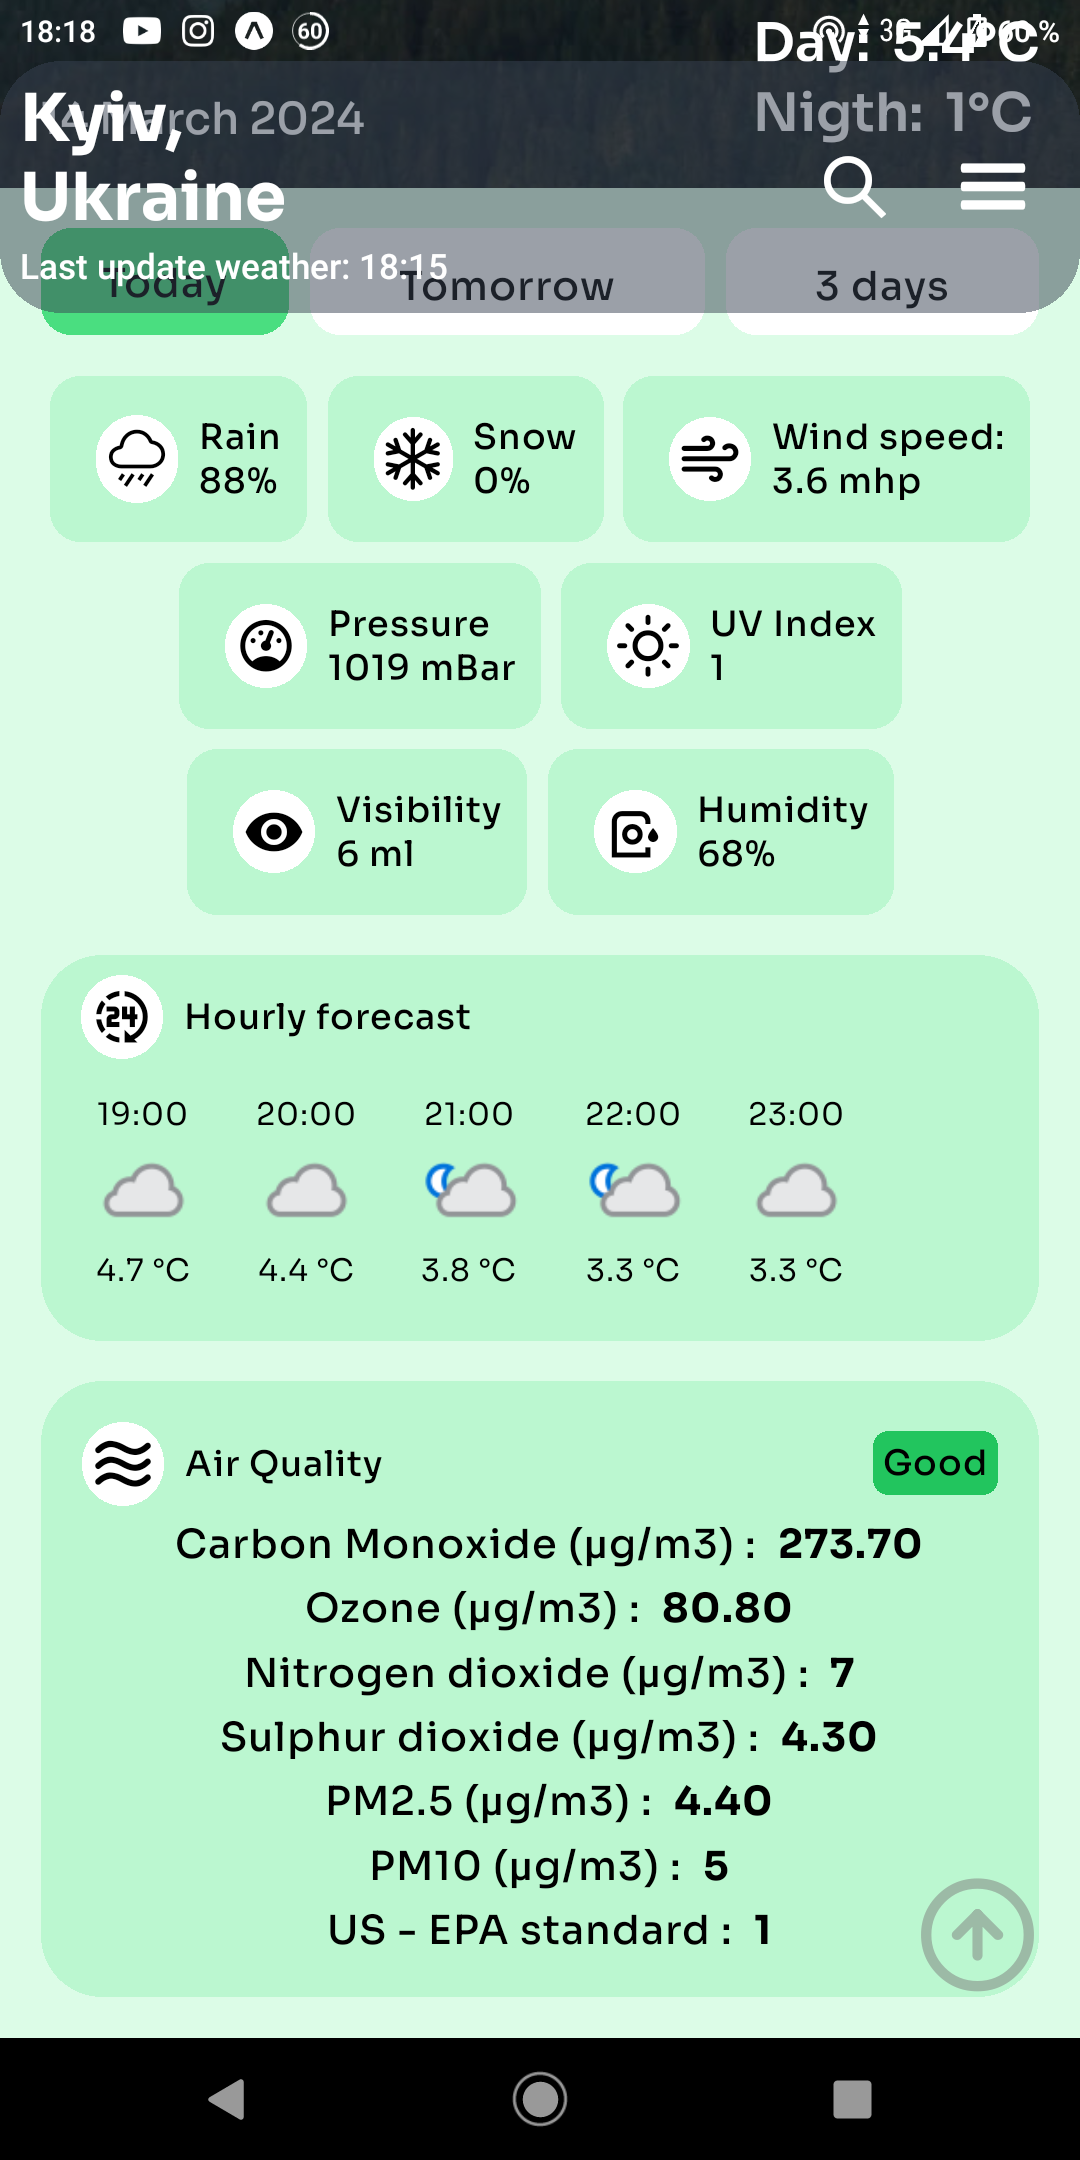 18:18
60
60 %
Day: 5.4°C
14 March 2024
Nigth: 1°C
Kyiv,
Ukraine
Last update weather: 18:15
Today
Tomorrow
3 days
Rain
88%
Snow
0%
Wind speed:
3.6 mhp
Pressure
1019 mBar
UV Index
1
Visibility
6 ml
Humidity
68%
24
Hourly forecast
19:00 20:00 21:00 22:00 23:00
4.7 °C 4.4 °C 3.8 °C 3.3 °C 3.3 °C
Air Quality
Good
Carbon Monoxide (μg/m3) : 273.70
Ozone (μg/m3) : 80.80
Nitrogen dioxide (μg/m3) : 7
Sulphur dioxide (μg/m3) : 4.30
PM2.5 (μg/m3) : 4.40
PM10 (μg/m3) : 5
US - EPA standard : 1